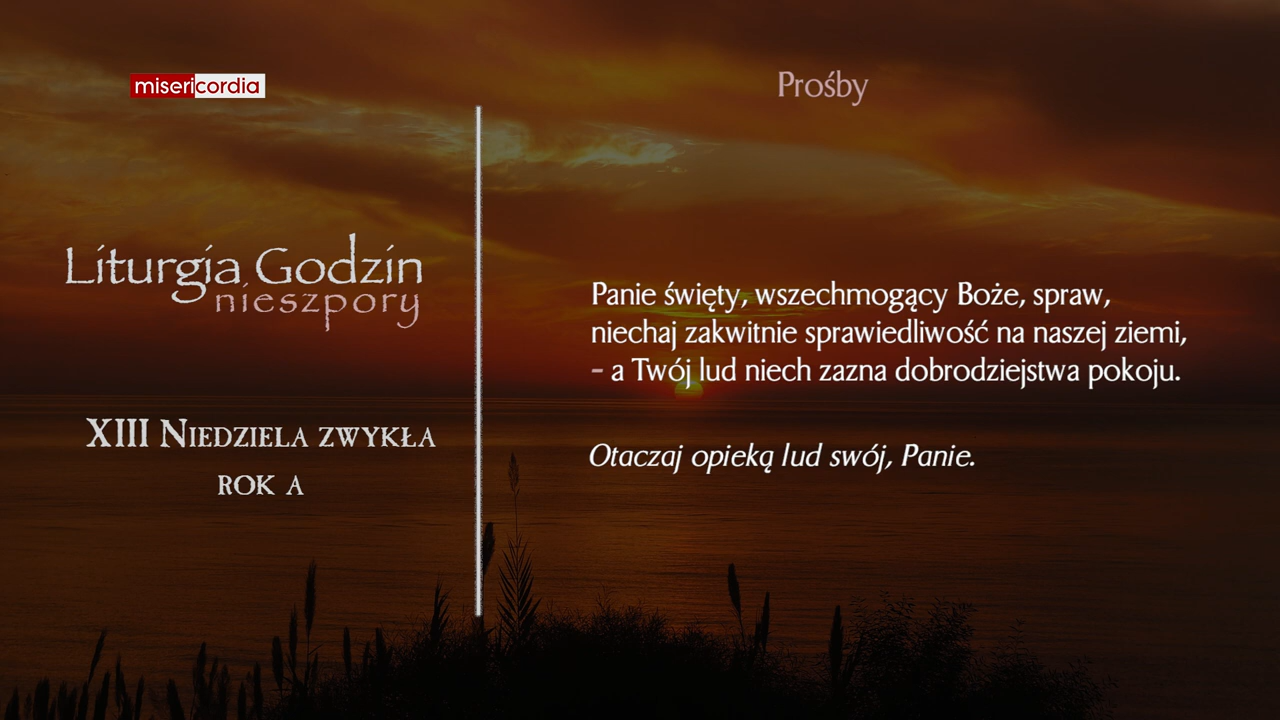 misericordia
Prośby
Liturgia Godzin
nieszpory
XIII Niedziela zwykła
rok A
Panie święty, wszechmogący Boże, spraw,
niechaj zakwitnie sprawiedliwość na naszej ziemi,
- a Twój lud niech zazna dobrodziejstwa pokoju.
Otaczaj opieką lud swój, Panie.